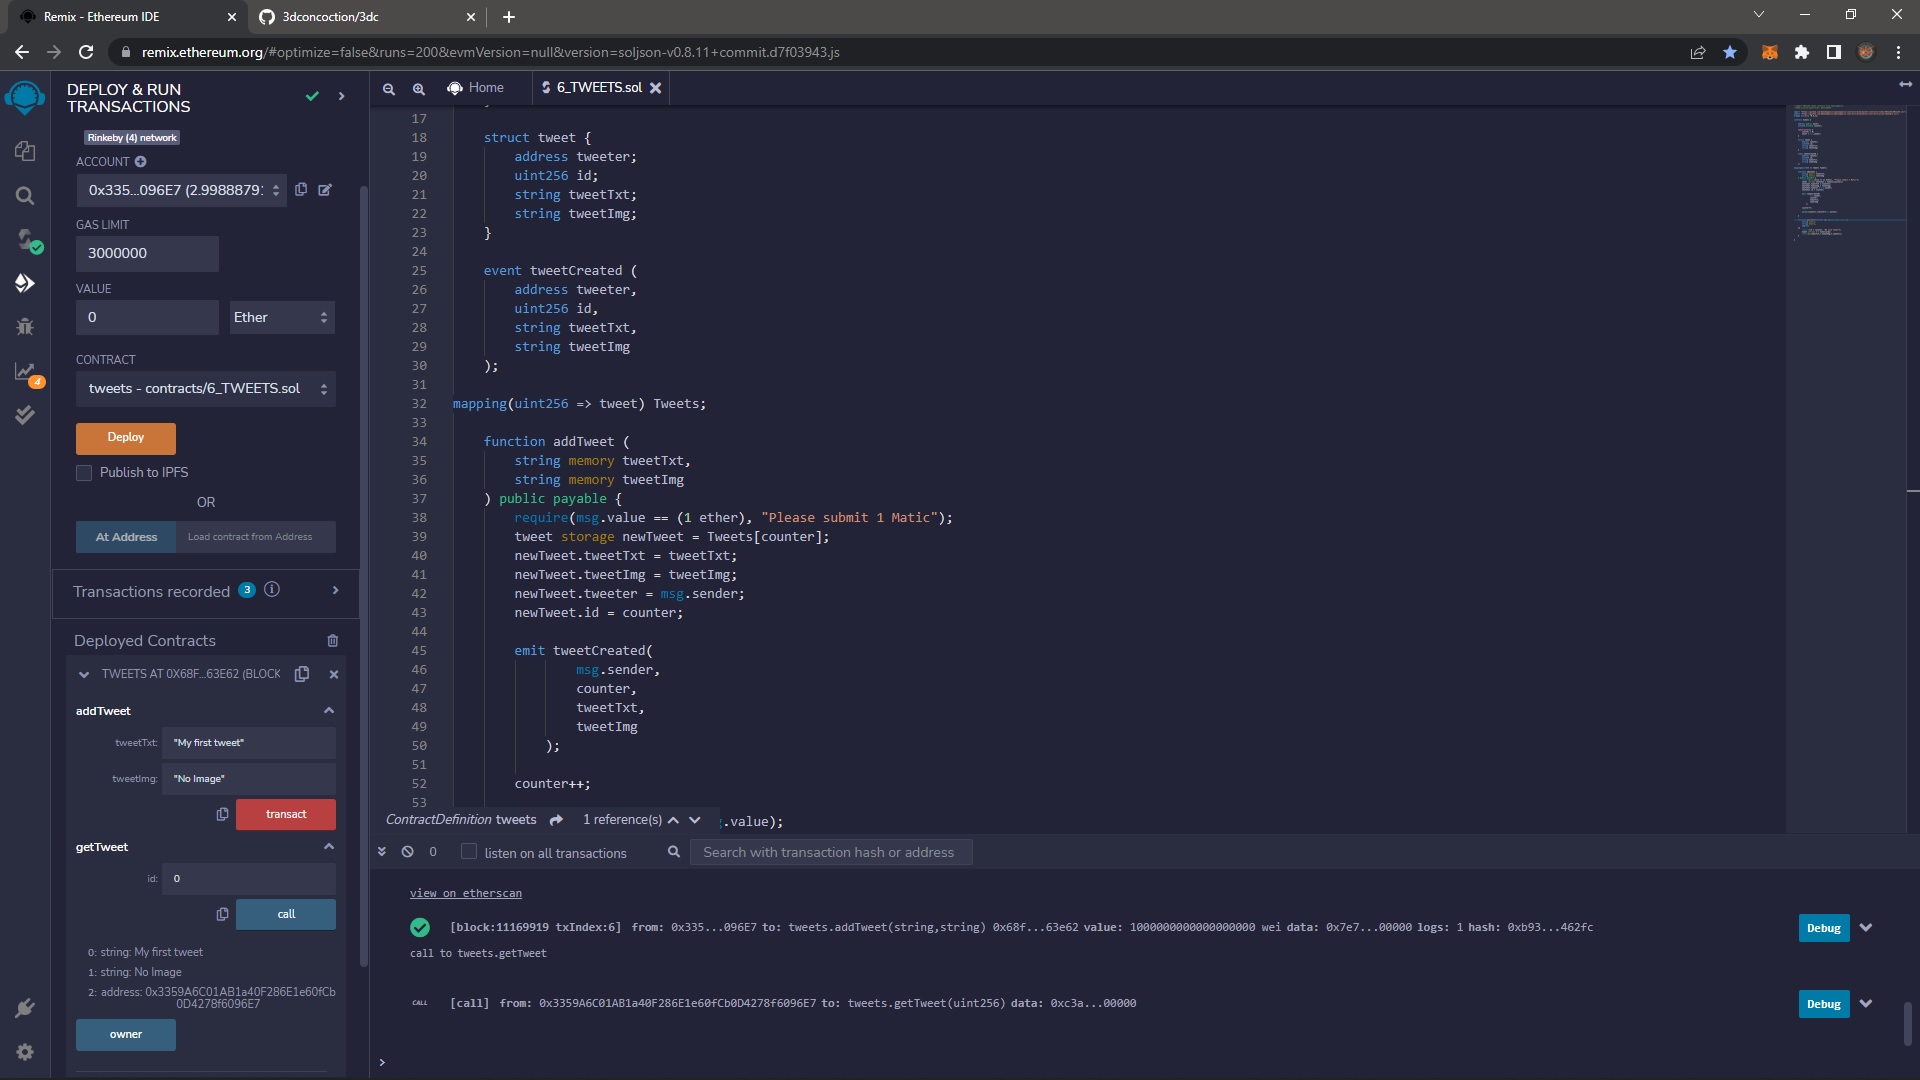 Remix - Ethereum IDE
3dconcoction/3dc
remix.ethereum.org/#optimize=false&runs=200&evmVersion=null&version=soljson-v0.8.11+commit.d7f03943.js
DEPLOY & RUN
TRANSACTIONS
Rinkeby (4) network
ACCOUNT
0x335...096E7 (2.9988879:
GAS LIMIT
3000000
VALUE
0
Ether
CONTRACT
tweets - contracts/6_TWEETS.sol
Deploy
Publish to IPFS
OR
At Address
Load contract from Address
Transactions recorded 3
Deployed Contracts
TWEETS AT 0X68F...63E62 (BLOCK
addTweet
tweetTxt: "My first tweet"
tweetImg: "No Image"
transact
getTweet
id: 0
call
0: string: My first tweet
1: string: No Image
2: address: 0x3359A6C01AB1a40F286E1e60fCb
0D4278f6096E7
owner
4
Home
6_TWEETS.sol
17
18 struct tweet {
19 address tweeter;
20 uint256 id;
21 string tweetTxt;
22 string tweetImg;
23 }
24
25 event tweetCreated (
26 address tweeter,
27 uint256 id,
28 string tweetTxt,
29 string tweetImg
30 );
31
32 mapping(uint256 => tweet) Tweets;
33
34 function addTweet (
35 string memory tweetTxt,
36 string memory tweetImg
37 ) public payable {
38 require(msg.value == (1 ether), "Please submit 1 Matic");
39 tweet storage newTweet = Tweets[counter];
40 newTweet.tweetTxt = tweetTxt;
41 newTweet.tweetImg = tweetImg;
42 newTweet.tweeter = msg.sender;
43 newTweet.id = counter;
44
45 emit tweetCreated(
46 msg.sender,
47 counter,
48 tweetTxt,
49 tweetImg
50 );
51
52 counter++;
53
ContractDefinition tweets 1 reference(s) .value);
0 listen on all transactions Search with transaction hash or address
view on etherscan
[block:11169919 txIndex:6] from: 0x335...096E7 to: tweets.addTweet(string,string) 0x68f...63e62 value: 1000000000000000000 wei data: 0x7e7...00000 logs: 1 hash: 0xb93...462fc
Debug
call to tweets.getTweet
CALL [call] from: 0x3359A6C01AB1a40F286E1e60fCb0D4278f6096E7 to: tweets.getTweet(uint256) data: 0xc3a...00000
Debug
>